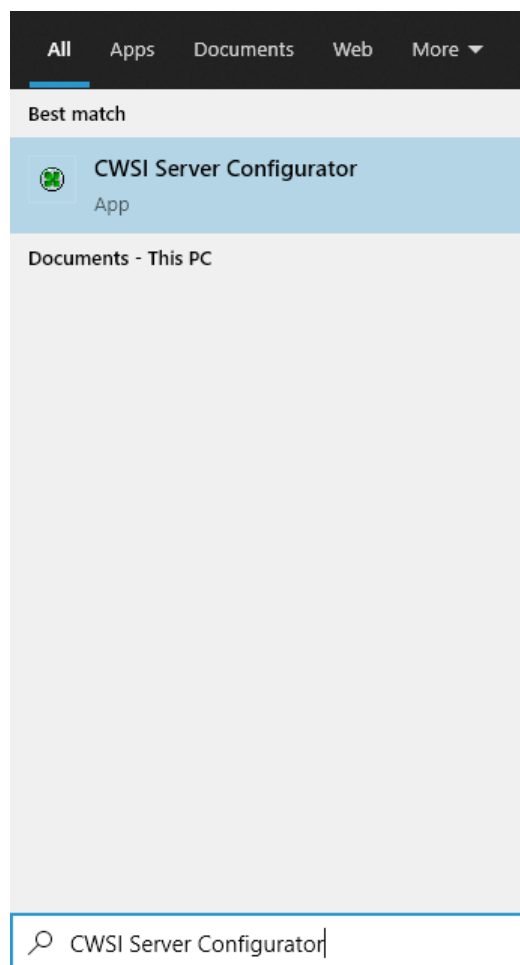 All Apps Documents Web More
Best match
CWSI Server Configurator
App
Documents - This PC
CWSI Server Configurator